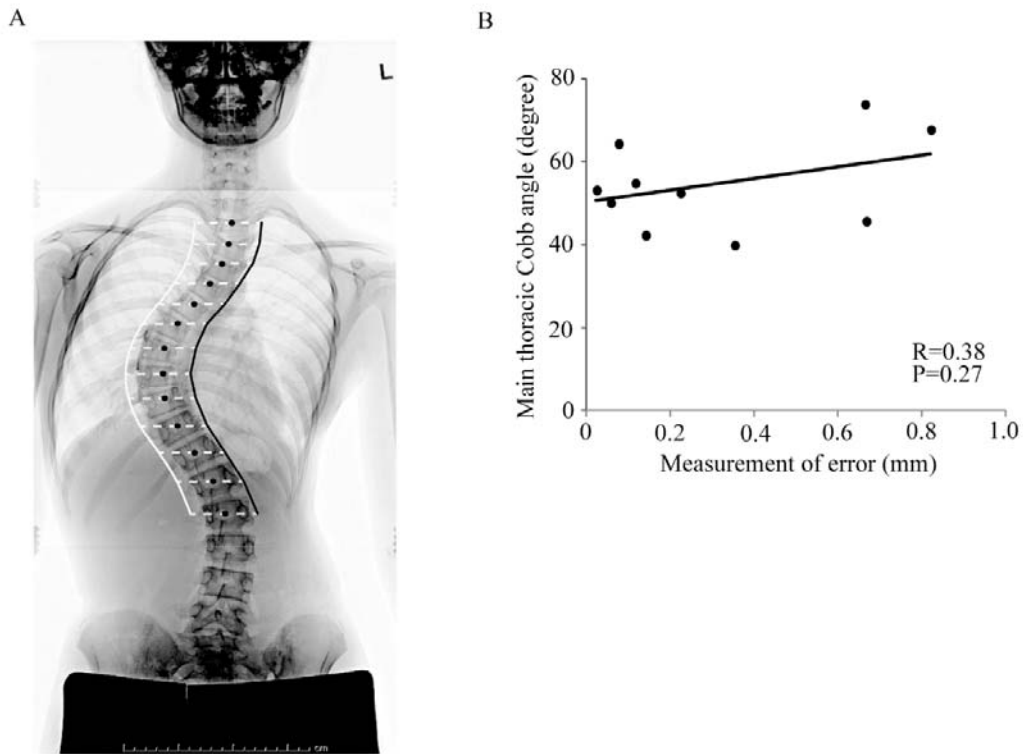 A
B
L
cm
Main thoracic Cobb angle (degree)
80
60
40
20
0
R=0.38
P=0.27
0 0.2 0.4 0.6 0.8 1.0
Measurement of error (mm)